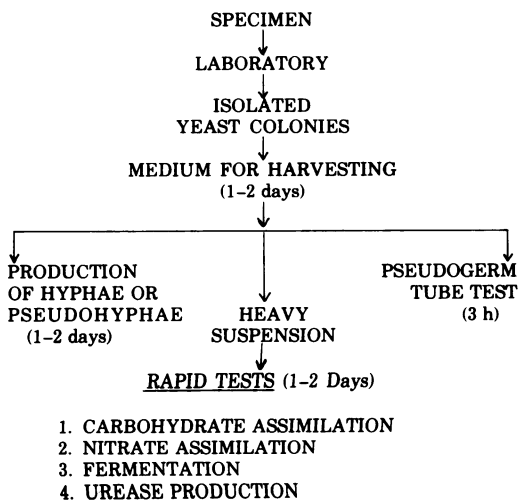 SPECIMEN
LABORATORY
ISOLATED
YEAST COLONIES
MEDIUM FOR HARVESTING
(1-2 days)
PRODUCTION
OF HYPHAE OR
PSEUDOHYPHAE
(1-2 days)
HEAVY
SUSPENSION
PSEUDOGERM
TUBE TEST
(3 h)
RAPID TESTS (1-2 Days)
1. CARBOHYDRATE ASSIMILATION
2. NITRATE ASSIMILATION
3. FERMENTATION
4. UREASE PRODUCTION